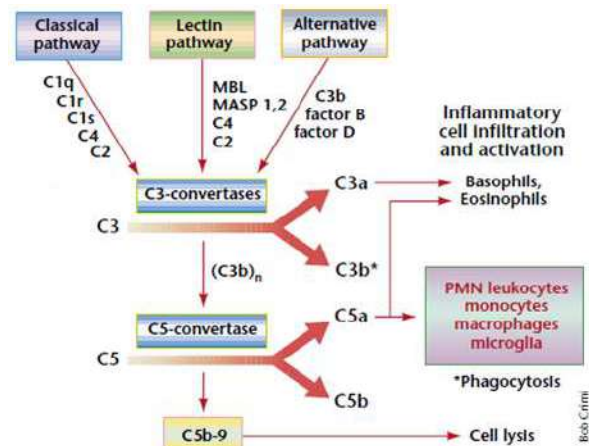 Classical
pathway
Lectin
pathway
Alternative
pathway
C1q
C1r
C1s
C4
C2
MBL
MASP 1,2
C4
C2
C3b
factor B
factor D
Inflammatory
cell infiltration
and activation
C3-convertases
C3a
Basophils,
Eosinophils
C3
(C3b)n
C3b*
C5-convertase
C5a
PMN leukocytes
monocytes
macrophages
microglia
C5
*Phagocytosis
C5b
C5b-9
Cell lysis
Bob Crimi